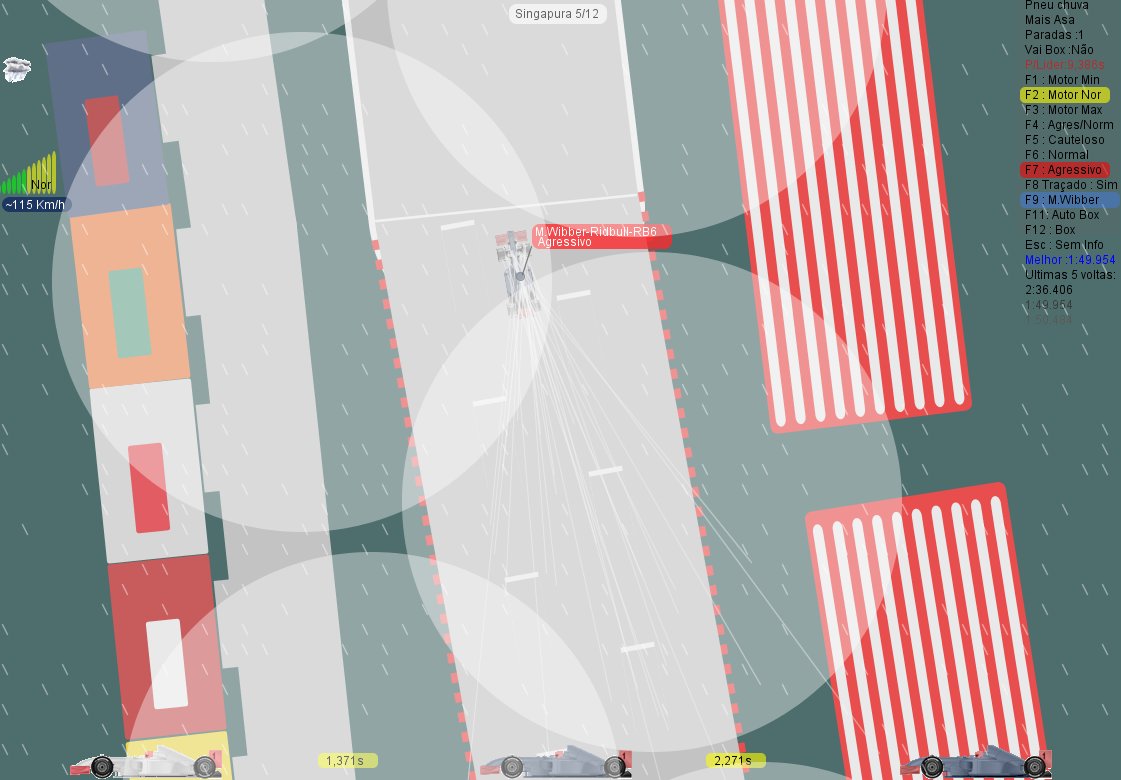 Singapura 5/12
Pneu chuva
Mais Asa
Paradas :1
Vai Box :Não
P/Lider:9,386s
F1 : Motor Min
F2 : Motor Nor
F3 : Motor Max
F4 : Agres/Norm
F5 : Cauteloso
F6 : Normal
F7 : Agressivo
F8 Traçado : Sim
F9 : M.Wibber
F11: Auto Box
F12 : Box
Esc : Sem Info
Melhor :1:49.954
Ultimas 5 voltas:
2:36.406
1:49.954
1:50.484
Nor
~115 Km/h
M.Wibber-Ridbull-RB6
Agressivo
1,371s
2,271s